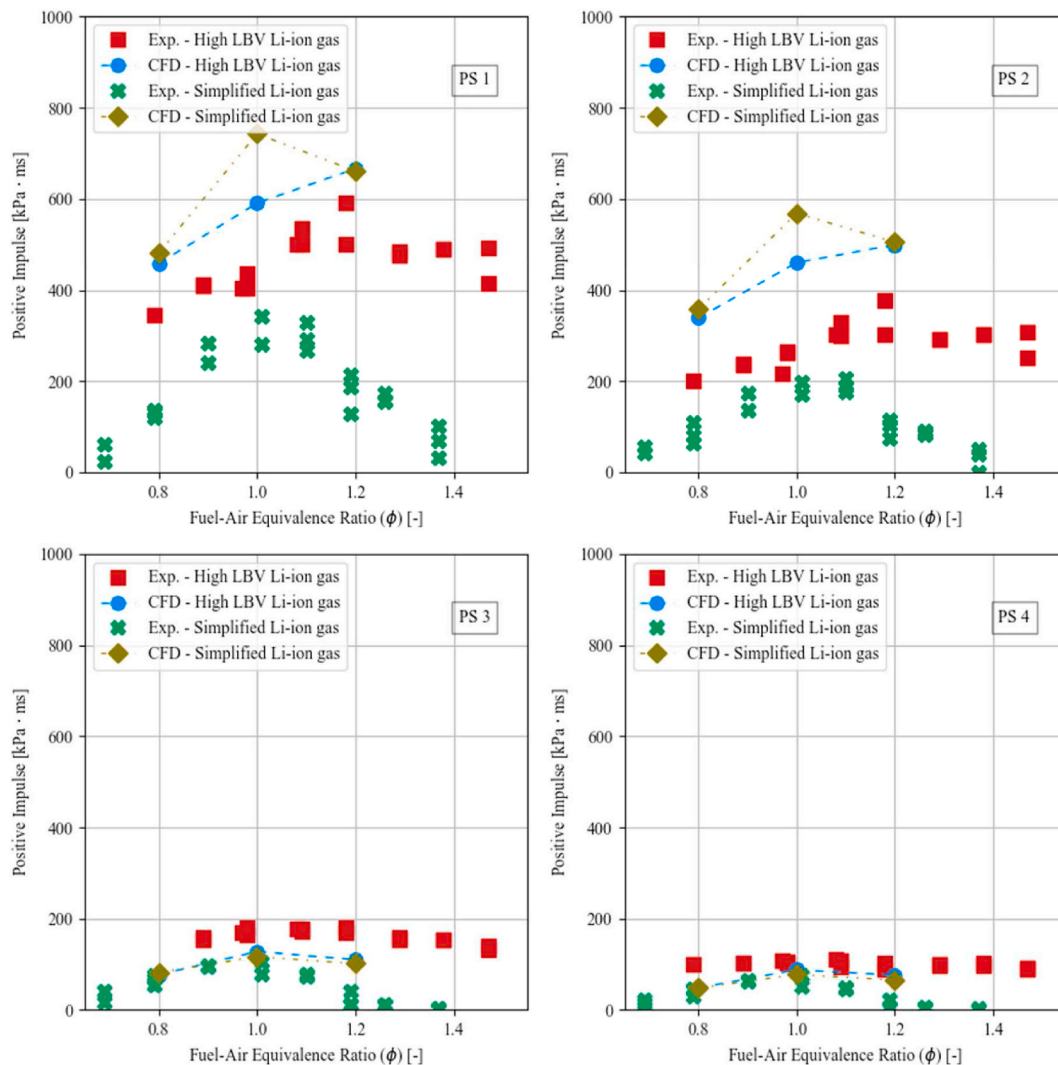 1000
800
600
400
200
0
Positive Impulse [kPa · ms]
Exp. - High LBV Li-ion gas
CFD - High LBV Li-ion gas
Exp. - Simplified Li-ion gas
CFD - Simplified Li-ion gas
PS 1
0.8 1.0 1.2 1.4
Fuel-Air Equivalence Ratio (ϕ) [-]
1000
800
600
400
200
0
Positive Impulse [kPa · ms]
Exp. - High LBV Li-ion gas
CFD - High LBV Li-ion gas
Exp. - Simplified Li-ion gas
CFD - Simplified Li-ion gas
PS 2
0.8 1.0 1.2 1.4
Fuel-Air Equivalence Ratio (ϕ) [-]
1000
800
600
400
200
0
Positive Impulse [kPa · ms]
Exp. - High LBV Li-ion gas
CFD - High LBV Li-ion gas
Exp. - Simplified Li-ion gas
CFD - Simplified Li-ion gas
PS 3
0.8 1.0 1.2 1.4
Fuel-Air Equivalence Ratio (ϕ) [-]
1000
800
600
400
200
0
Positive Impulse [kPa · ms]
Exp. - High LBV Li-ion gas
CFD - High LBV Li-ion gas
Exp. - Simplified Li-ion gas
CFD - Simplified Li-ion gas
PS 4
0.8 1.0 1.2 1.4
Fuel-Air Equivalence Ratio (ϕ) [-]